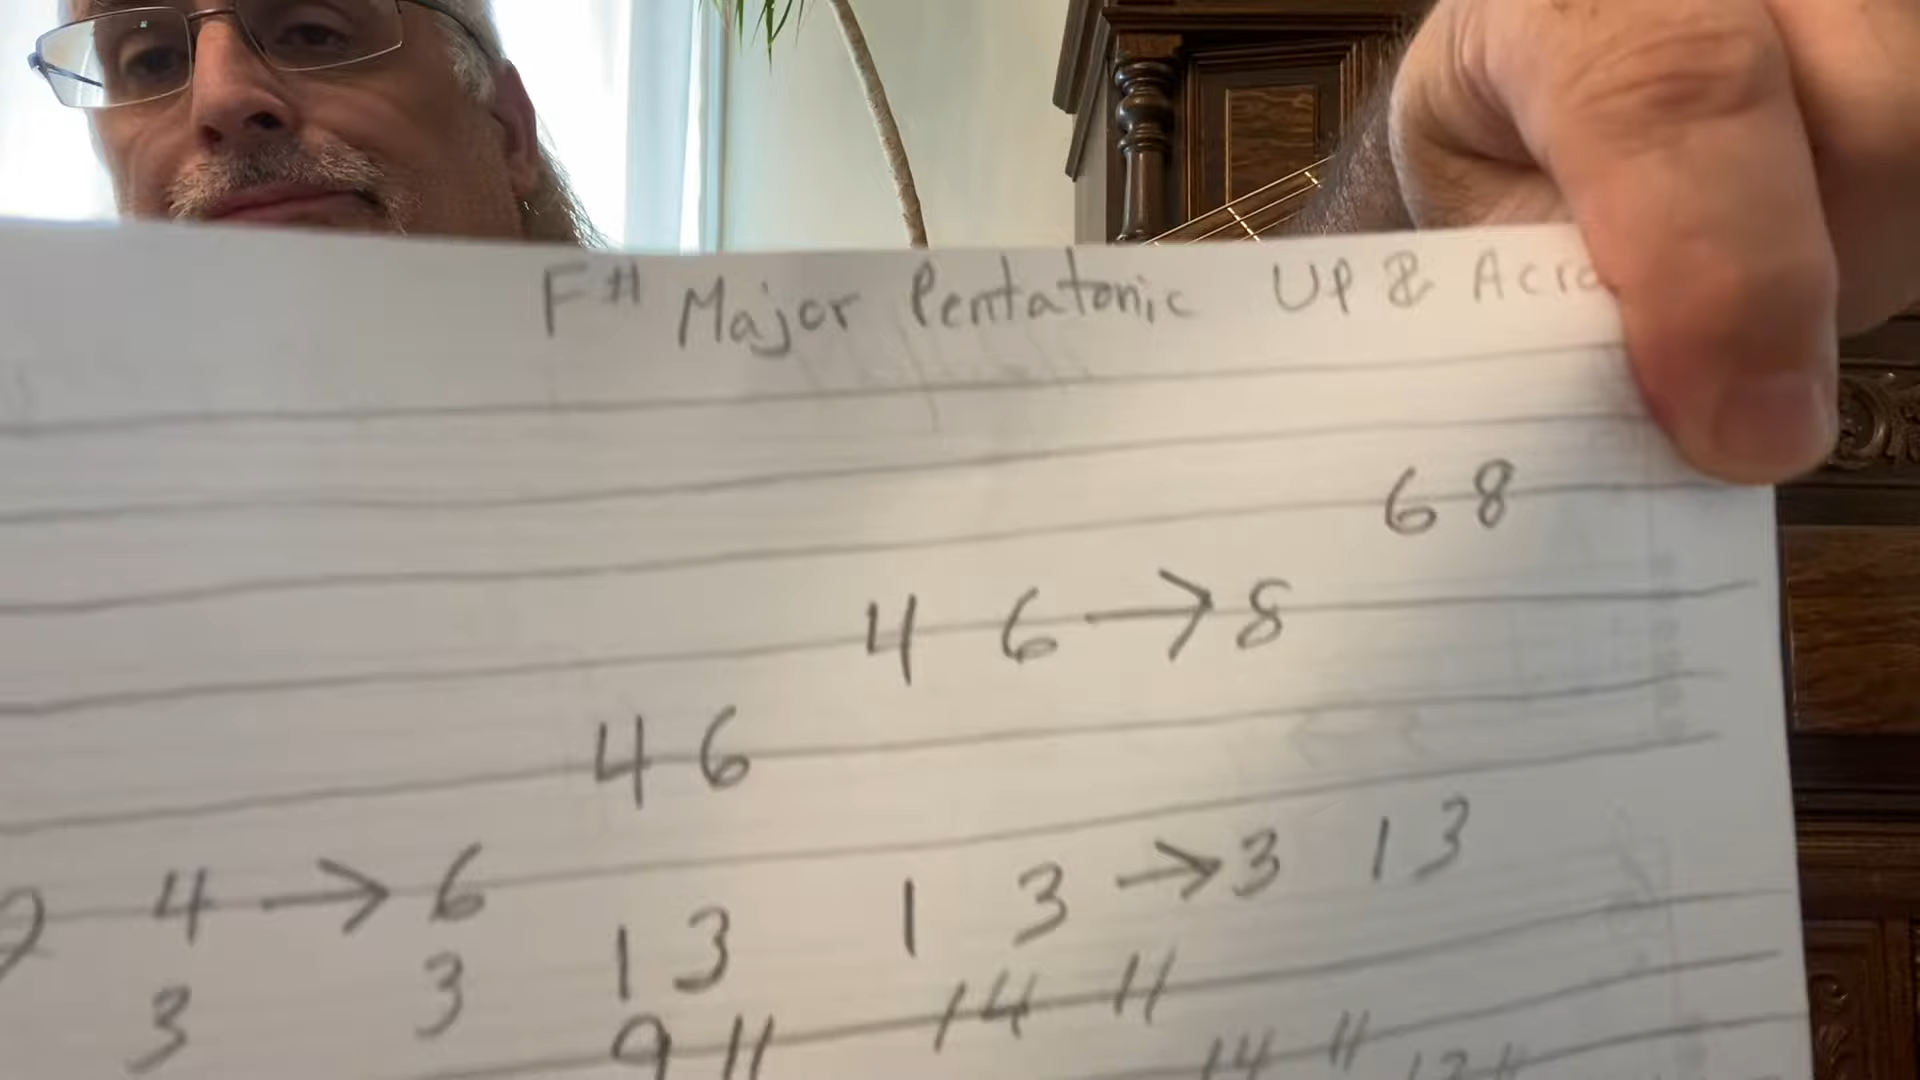 F# Major Pentatonic Up &
6 8
4 6 → 8
4 6
2 4 → 6
3 3 1 3 1 3 → 3 1 3
9 11 14 11
14 11